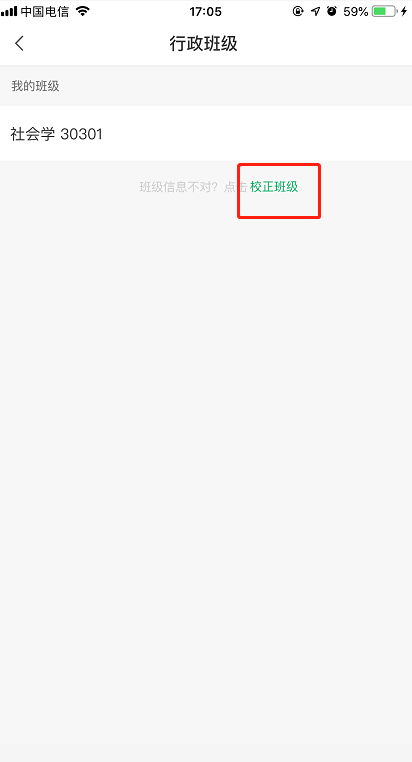 中国电信 17:05 59%
行政班级
我的班级
社会学 30301
班级信息不对？点击 校正班级